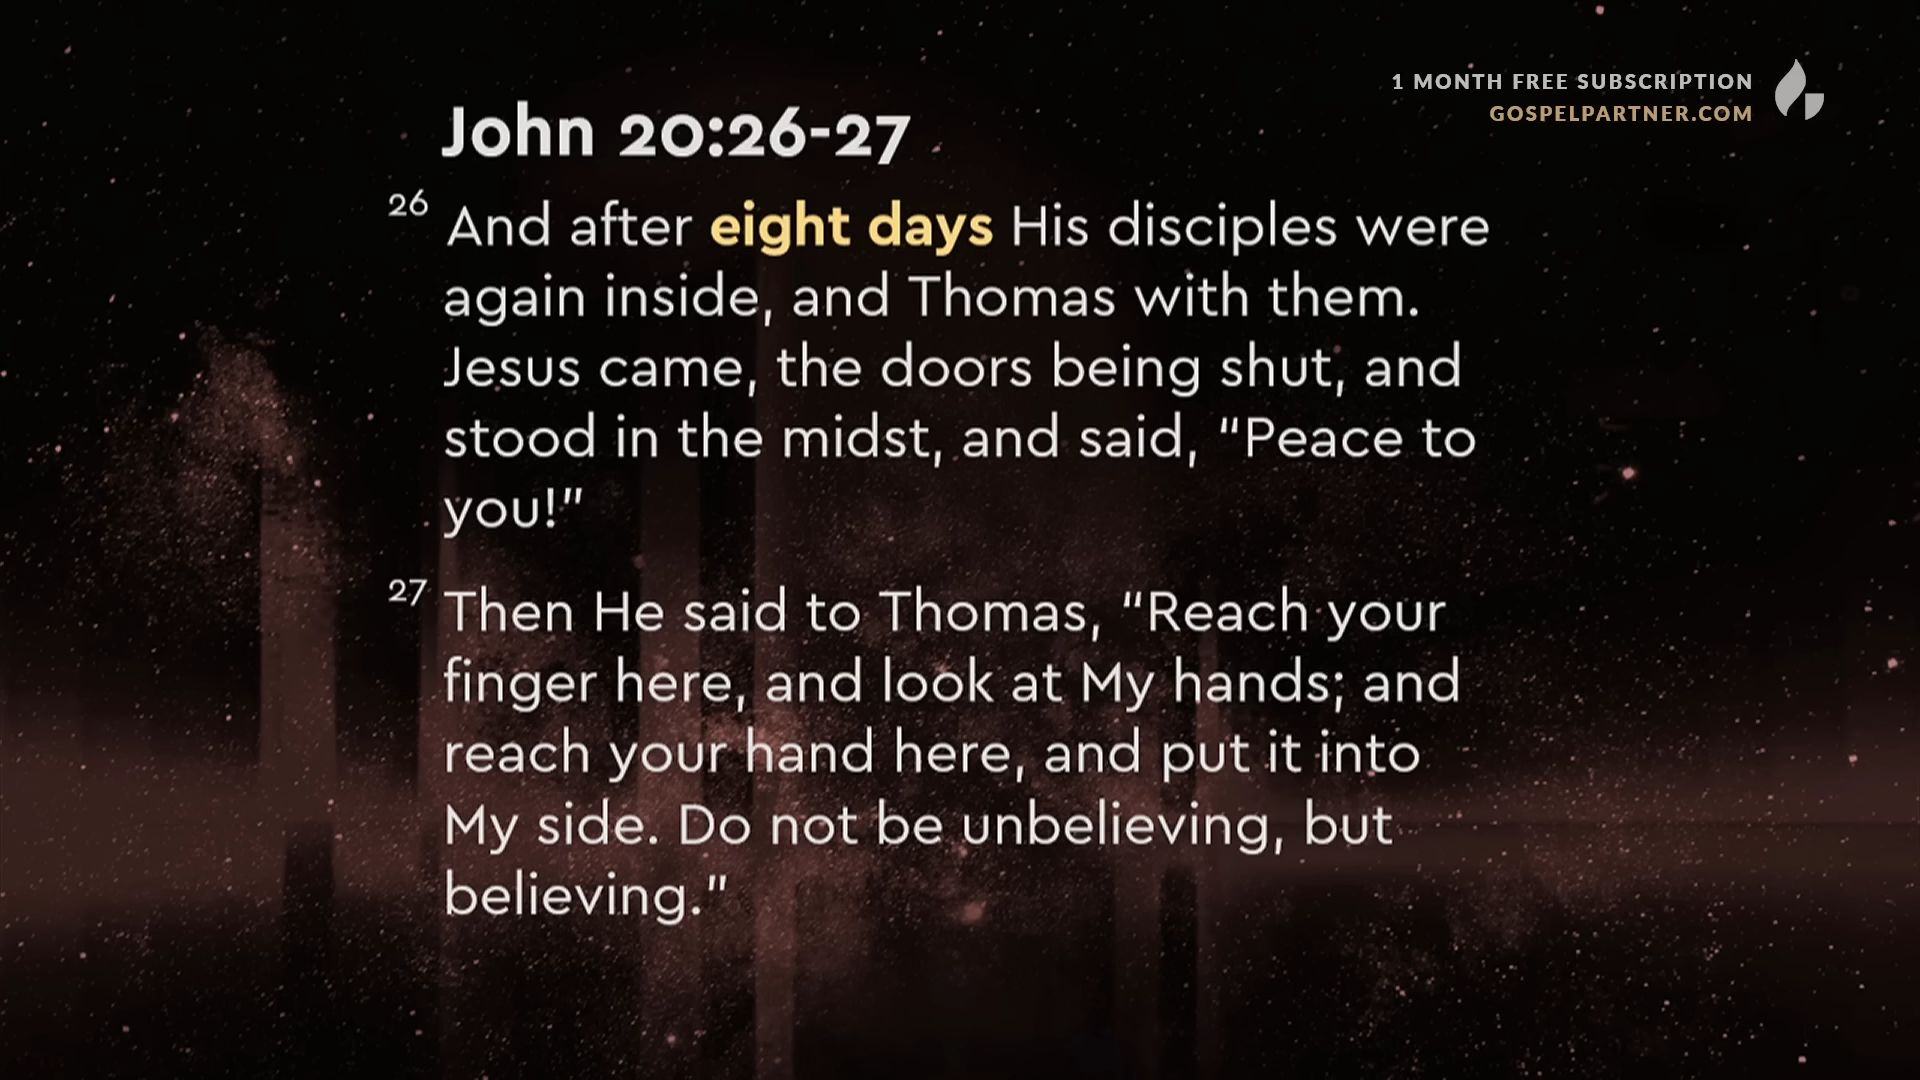 1 MONTH FREE SUBSCRIPTION
GOSPELPARTNER.COM
John 20:26-27
26 And after eight days His disciples were
again inside, and Thomas with them.
Jesus came, the doors being shut, and
stood in the midst, and said, "Peace to
you!"
27 Then He said to Thomas, "Reach your
finger here, and look at My hands; and
reach your hand here, and put it into
My side. Do not be unbelieving, but
believing."